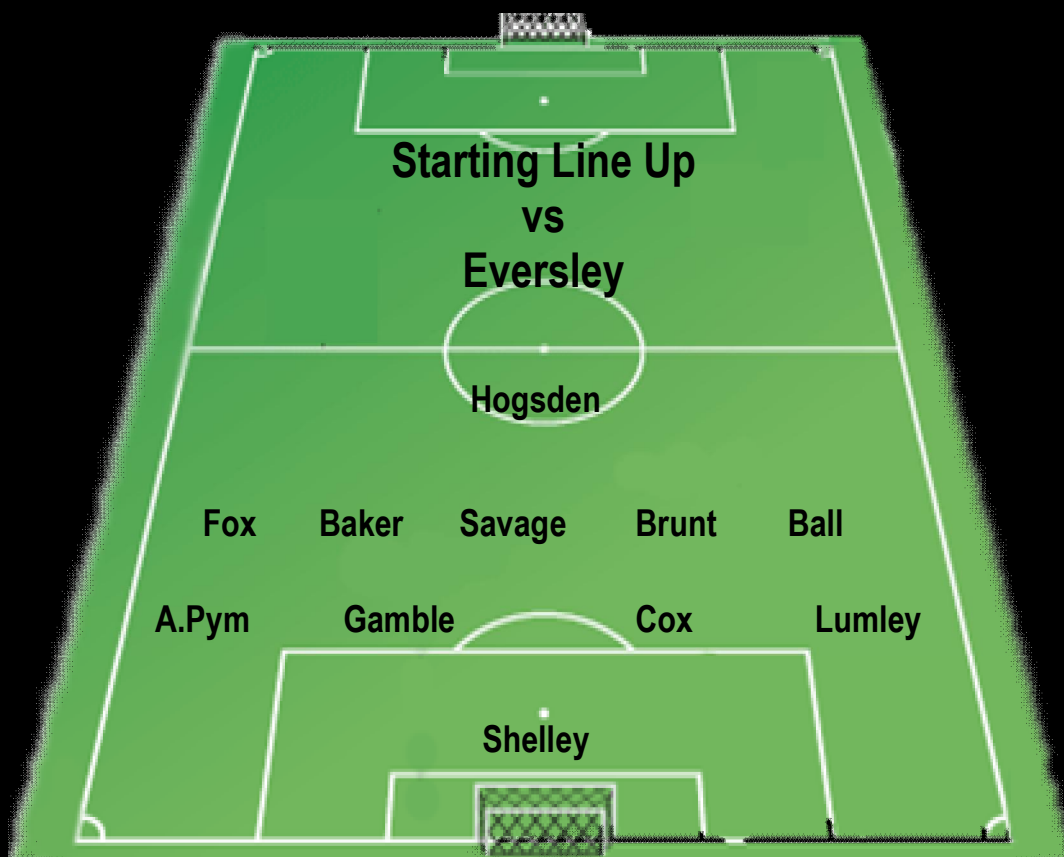 Starting Line Up
vs
Eversley
Hogsden
Fox Baker Savage Brunt Ball
A.Pym Gamble Cox Lumley
Shelley